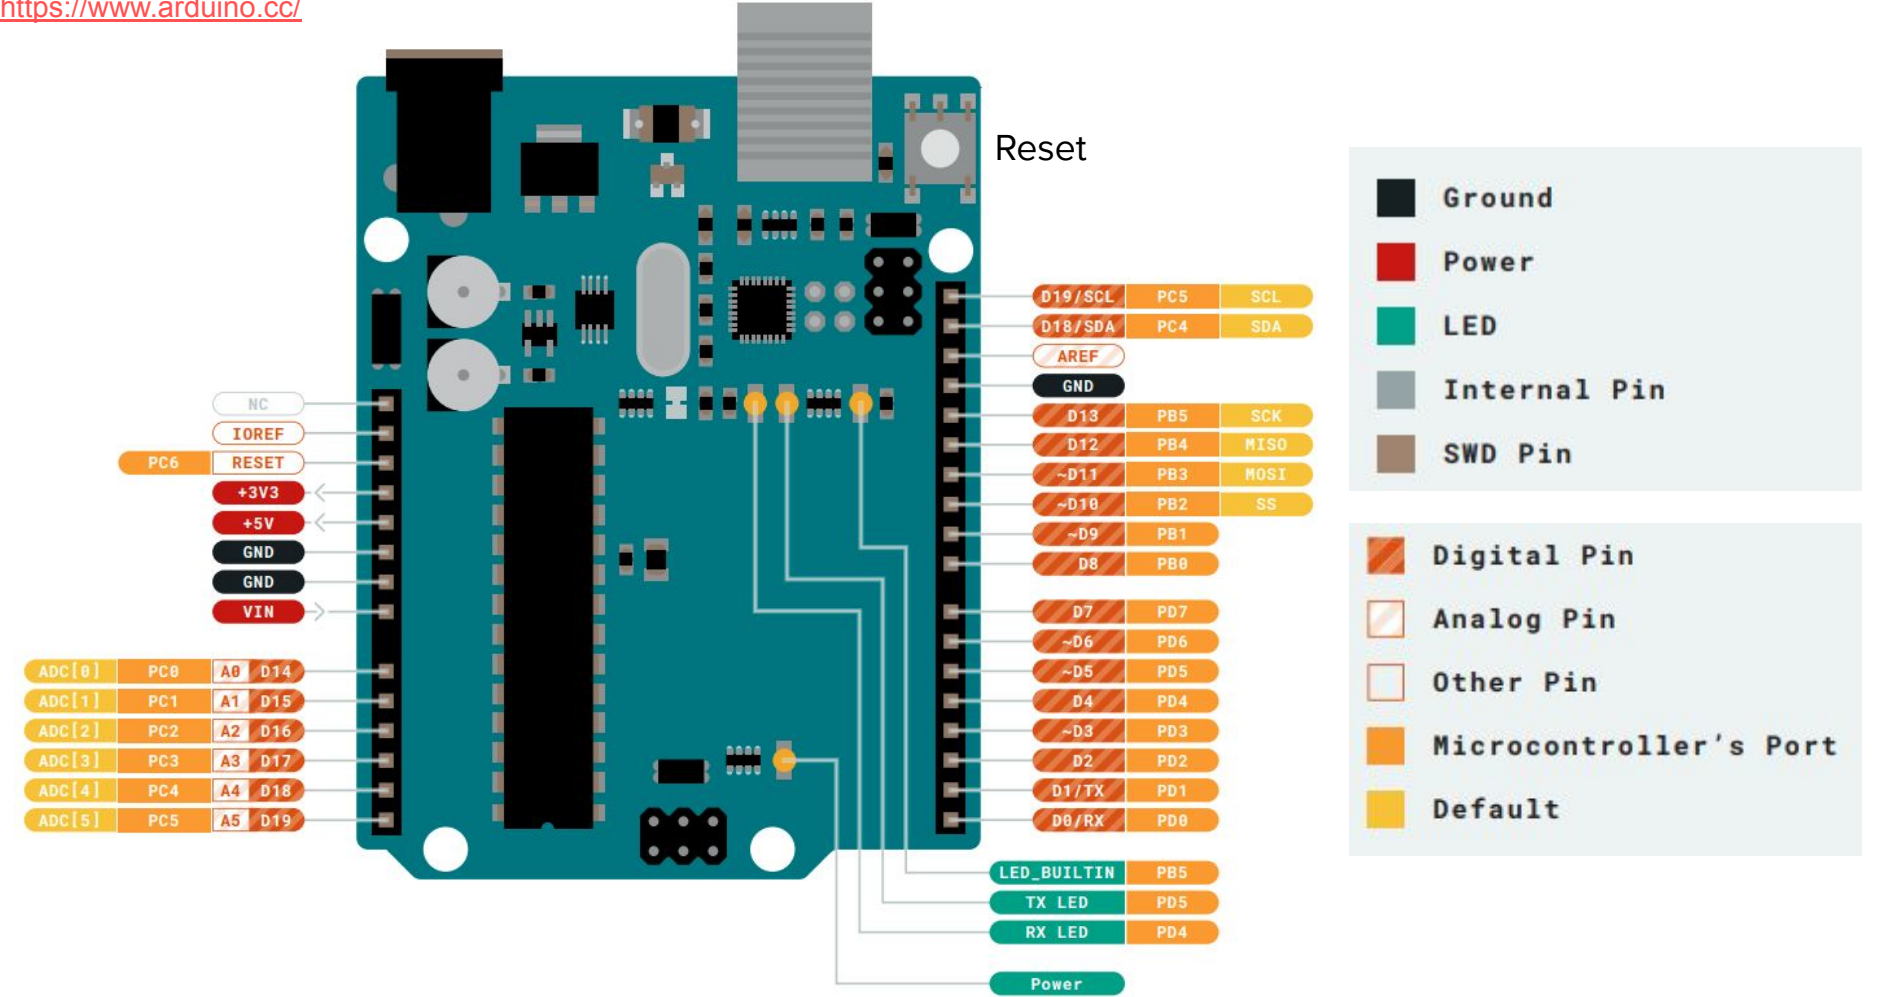 https://www.arduino.cc/
Reset
NC
IOREF
PC6 RESET
+3V3
+5V
GND
GND
VIN
ADC[0] PC0 A0 D14
ADC[1] PC1 A1 D15
ADC[2] PC2 A2 D16
ADC[3] PC3 A3 D17
ADC[4] PC4 A4 D18
ADC[5] PC5 A5 D19
D19/SCL PC5 SCL
D18/SDA PC4 SDA
AREF
GND
D13 PB5 SCK
D12 PB4 MISO
~D11 PB3 MOSI
~D10 PB2 SS
~D9 PB1
D8 PB0
D7 PD7
~D6 PD6
~D5 PD5
D4 PD4
~D3 PD3
D2 PD2
D1/TX PD1
D0/RX PD0
LED_BUILTIN PB5
TX LED PD5
RX LED PD4
Power
Ground
Power
LED
Internal Pin
SWD Pin
Digital Pin
Analog Pin
Other Pin
Microcontroller's Port
Default